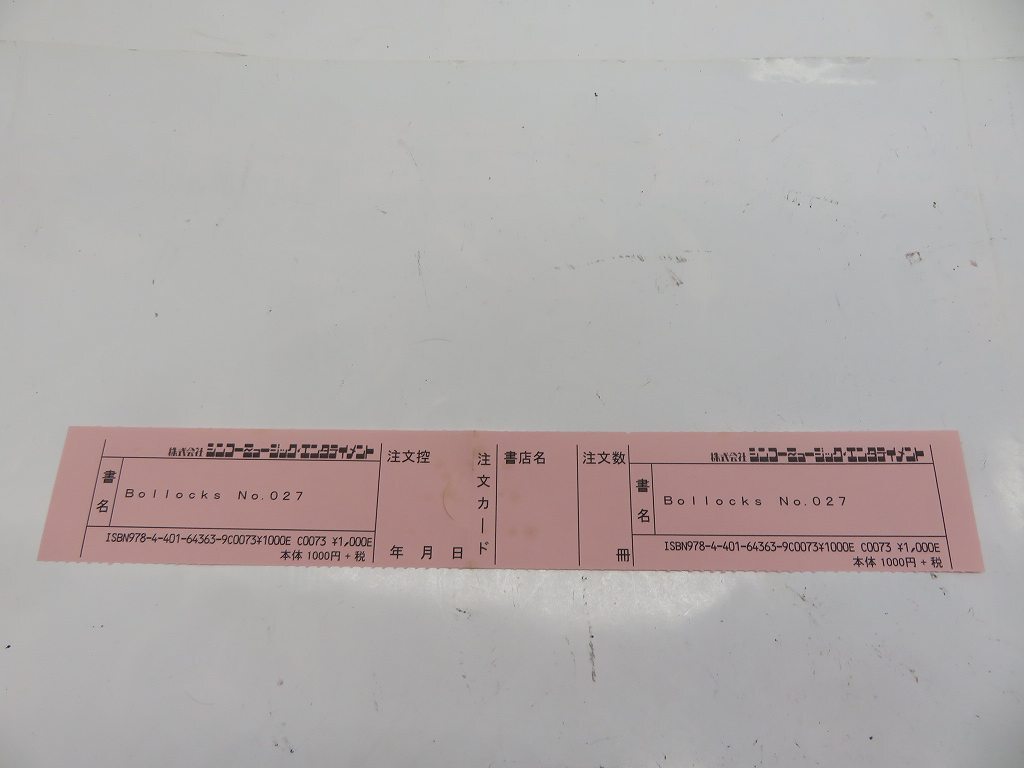 株式会社 シンコーミュージック・エンタテイメント
書名
Bollocks No.027
ISBN978-4-401-64363-9C0073¥1000E C0073 ¥1,000E
本体 1000円+税
注文控
年 月 日
注文カード
書店名
注文数
冊
株式会社 シンコーミュージック・エンタテイメント
書名
Bollocks No.027
ISBN978-4-401-64363-9C0073¥1000E C0073 ¥1,000E
本体 1000円+税